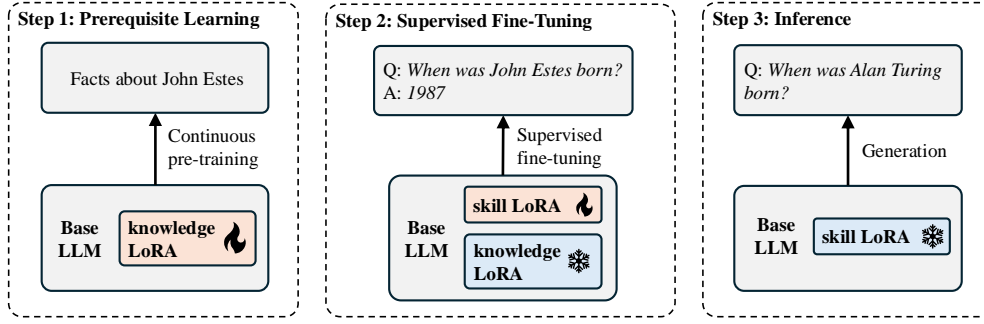 Step 1: Prerequisite Learning
Facts about John Estes
Continuous
pre-training
Base
LLM
knowledge
LoRA
Step 2: Supervised Fine-Tuning
Q: When was John Estes born?
A: 1987
Supervised
fine-tuning
Base
LLM
skill LoRA
knowledge
LoRA
Step 3: Inference
Q: When was Alan Turing
born?
Generation
Base
LLM
skill LoRA